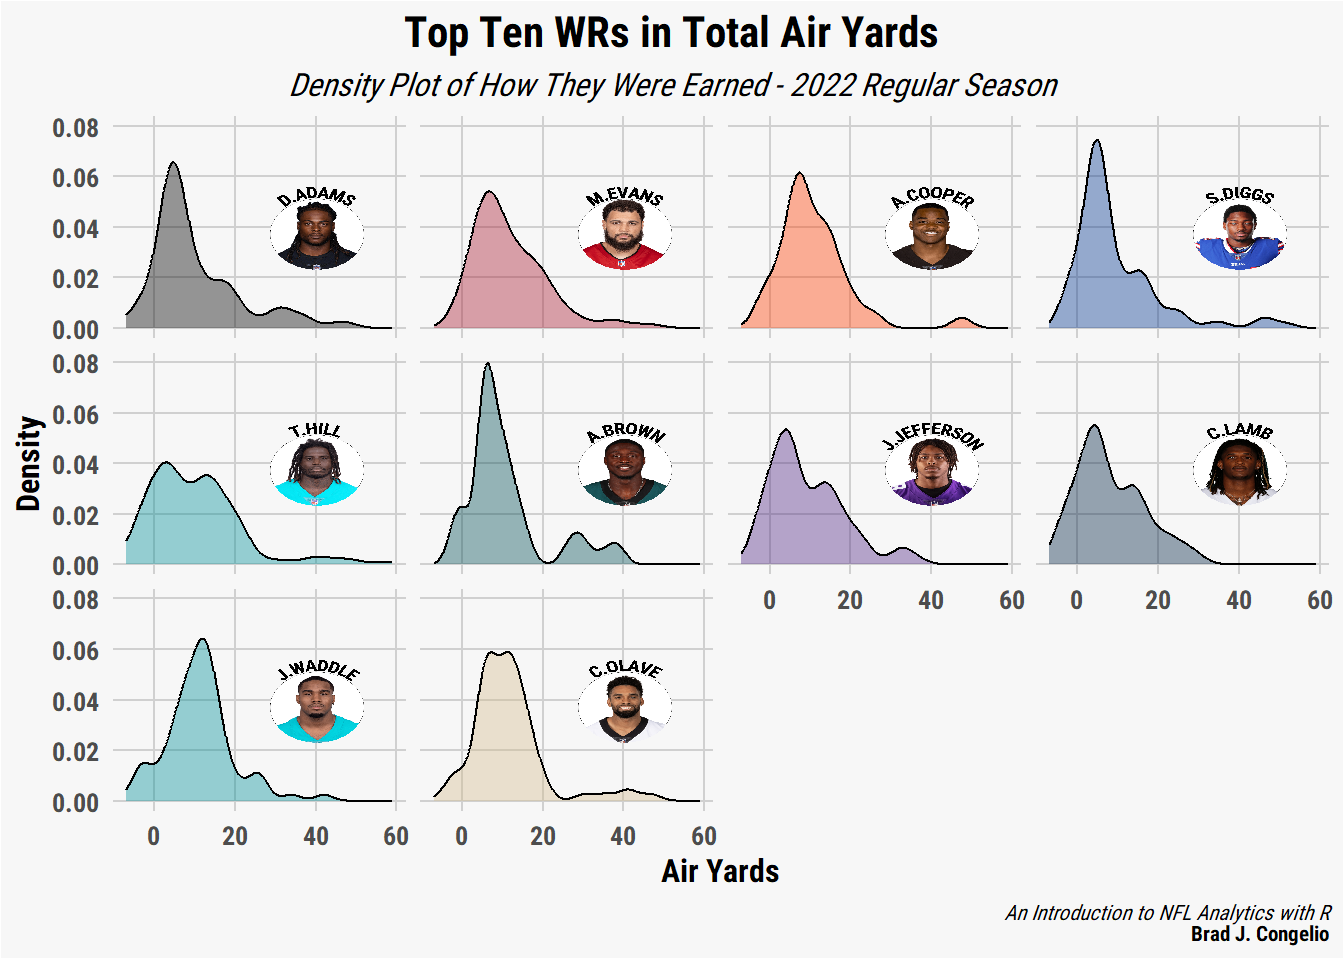 Top Ten WRs in Total Air Yards
Density Plot of How They Were Earned - 2022 Regular Season
0.08
0.06
0.04
0.02
0.00
D.ADAMS
M.EVANS
A.COOPER
S.DIGGS
Density
0.08
0.06
0.04
0.02
0.00
T.HILL
A.BROWN
J.JEFFERSON
C.LAMB
0 20 40 60
0 20 40 60
0.08
0.06
0.04
0.02
0.00
J.WADDLE
C.OLAVE
0 20 40 60
0 20 40 60
Air Yards
An Introduction to NFL Analytics with R
Brad J. Congelio